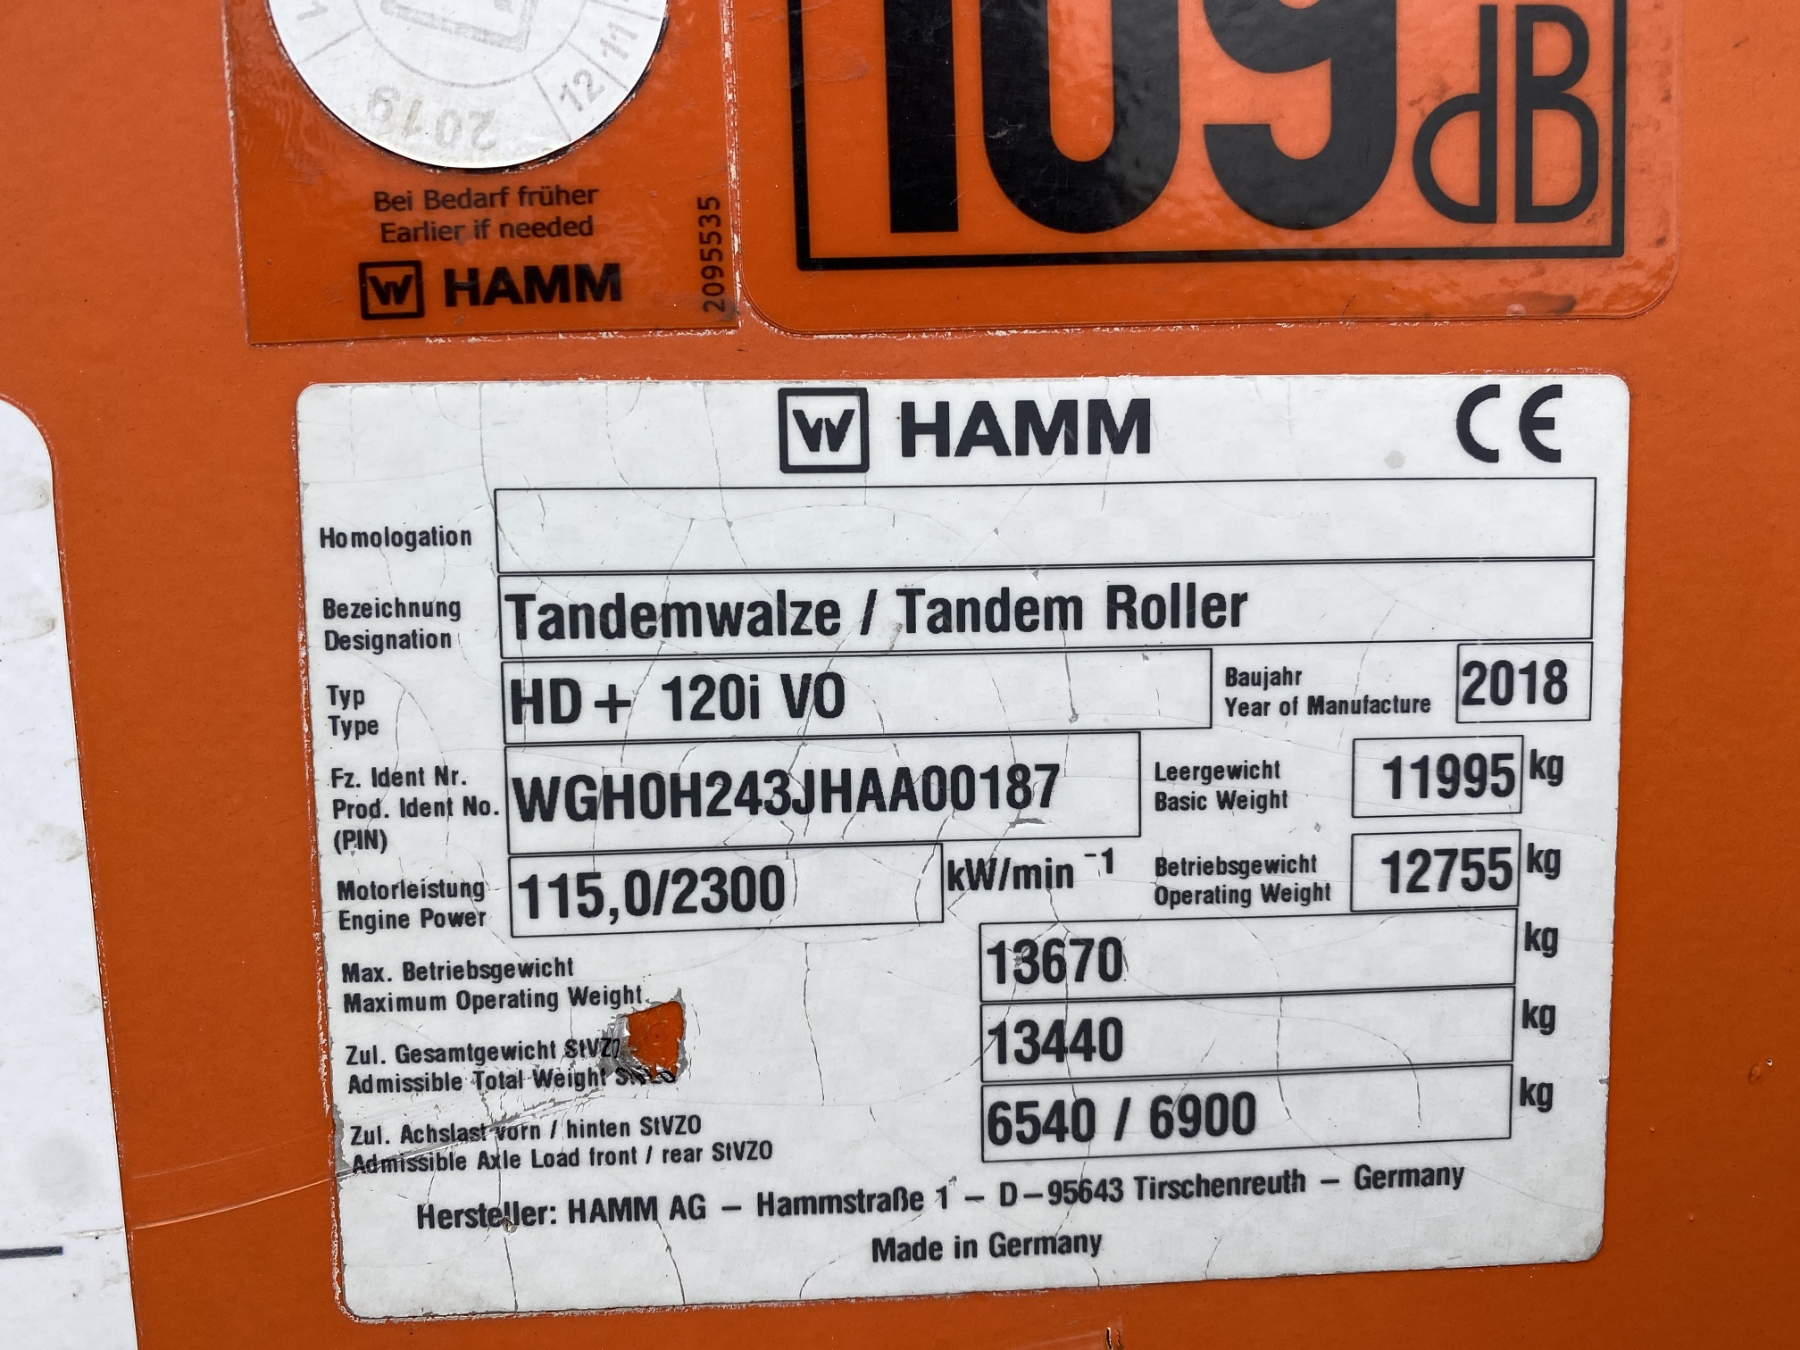 2019
12
11
Bei Bedarf früher
Earlier if needed
HAMM
2095535
109 dB
HAMM CE
Homologation
Bezeichnung
Designation
Tandemwalze / Tandem Roller
Typ
Type
HD+ 120i VO
Baujahr
Year of Manufacture
2018
Fz. Ident Nr.
Prod. Ident No.
(PIN)
WGH0H243JHAA00187
Leergewicht
Basic Weight
11995 kg
Motorleistung
Engine Power
115,0/2300 kW/min ⁻¹
Betriebsgewicht
Operating Weight
12755 kg
Max. Betriebsgewicht
Maximum Operating Weight
13670 kg
Zul. Gesamtgewicht StVZO
Admissible Total Weight StVZO
13440 kg
Zul. Achslast vorn / hinten StVZO
Admissible Axle Load front / rear StVZO
6540 / 6900 kg
Hersteller: HAMM AG – Hammstraße 1 – D–95643 Tirschenreuth – Germany
Made in Germany